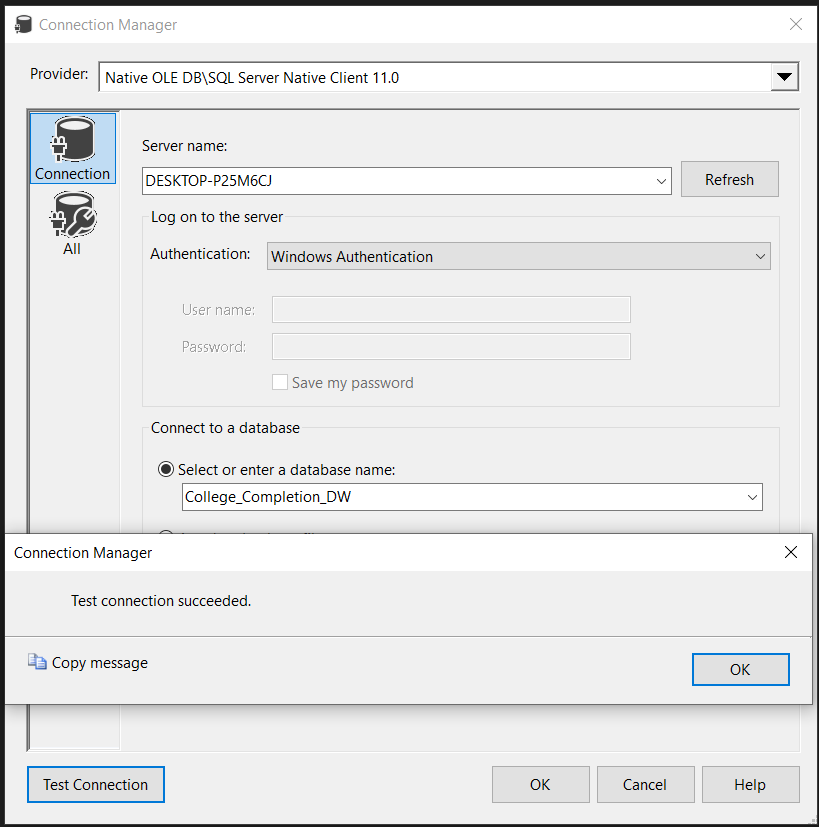 Connection Manager
Provider: Native OLE DB\SQL Server Native Client 11.0
Connection
All
Server name:
DESKTOP-P25M6CJ Refresh
Log on to the server
Authentication: Windows Authentication
User name:
Password:
Save my password
Connect to a database
Select or enter a database name:
College_Completion_DW
Connection Manager
Test connection succeeded.
Copy message OK
Test Connection OK Cancel Help